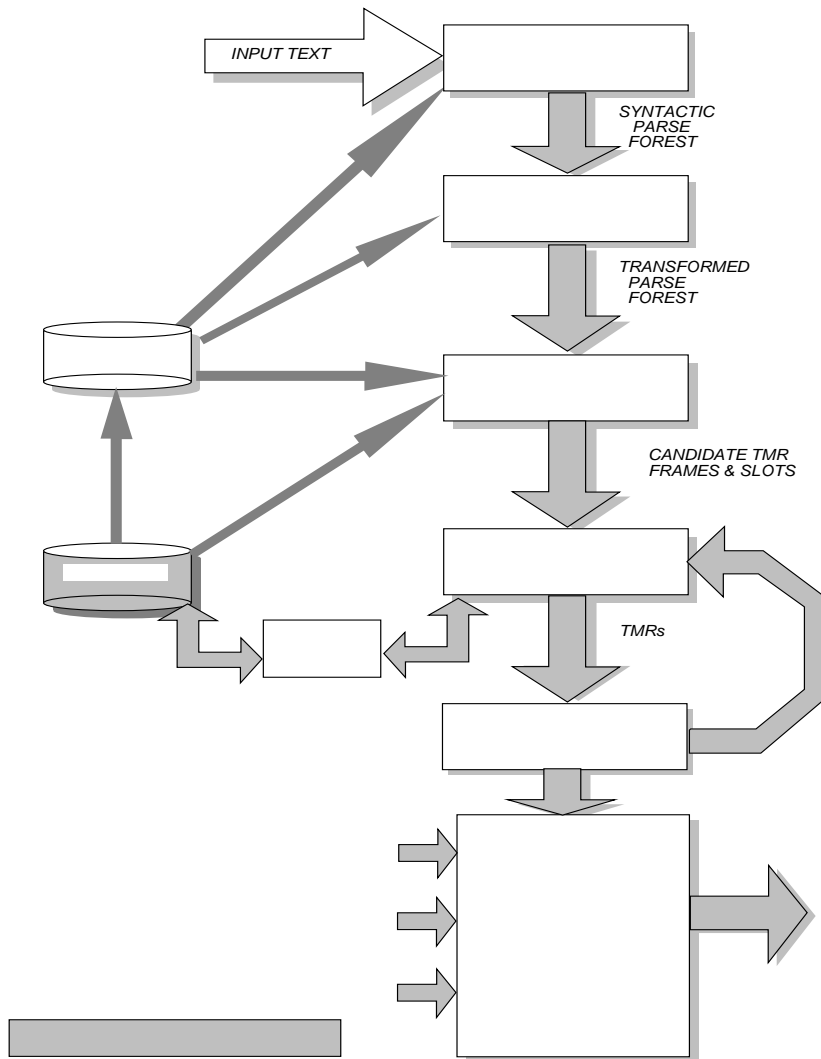 INPUT TEXT
SYNTACTIC
PARSE
FOREST
TRANSFORMED
PARSE
FOREST
CANDIDATE TMR
FRAMES & SLOTS
TMRs